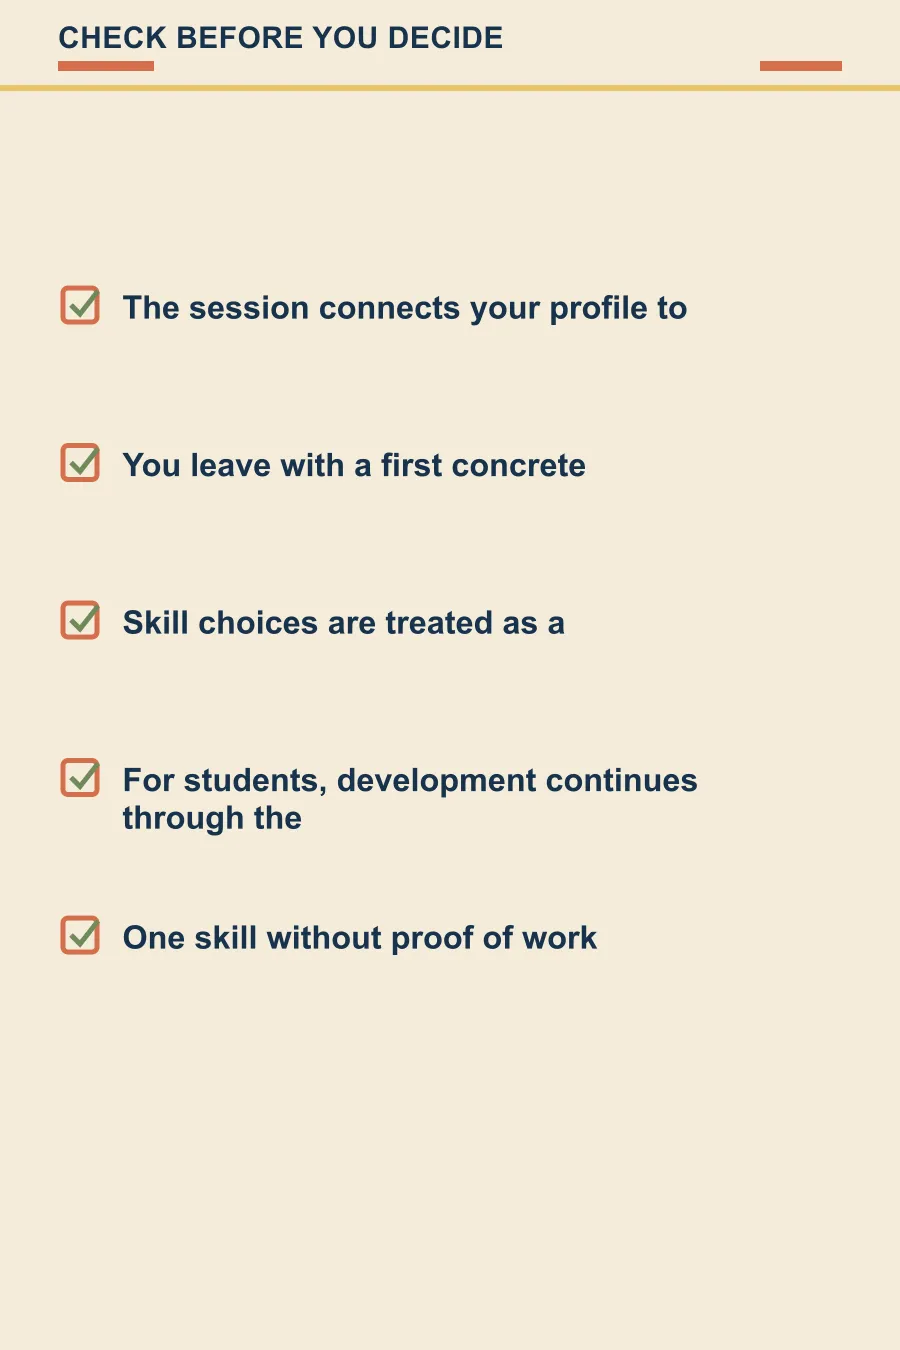 CHECK BEFORE YOU DECIDE
The session connects your profile to
You leave with a first concrete
Skill choices are treated as a
For students, development continues
through the
One skill without proof of work